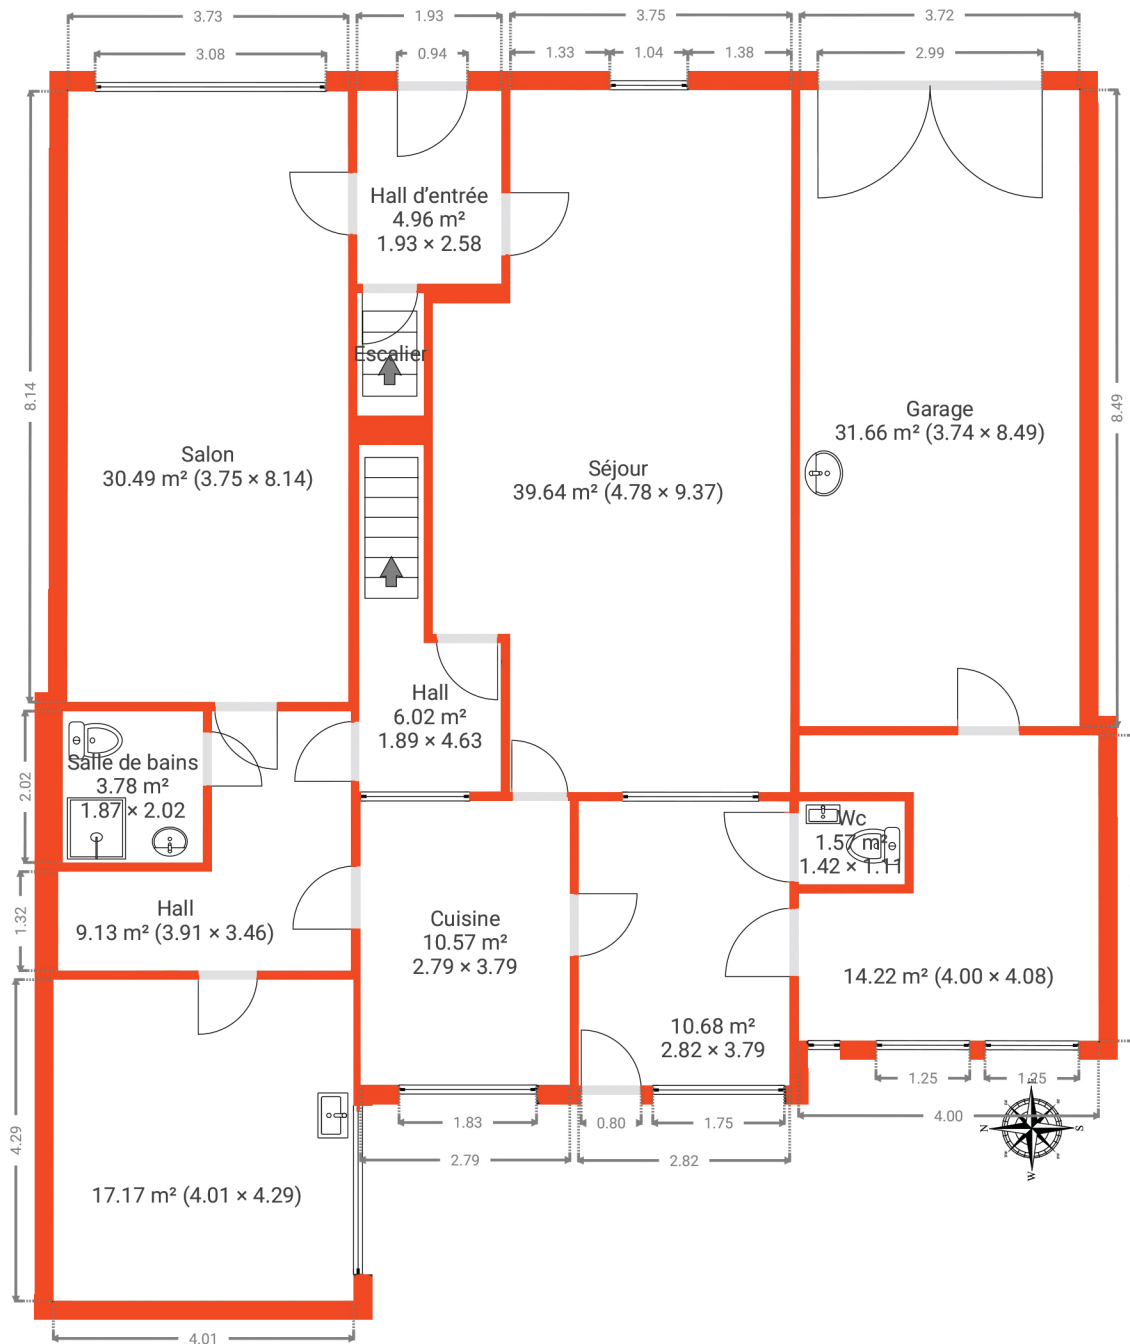 3.73
1.93
3.75
3.72
3.08
0.94
1.33
1.04
1.38
2.99
Hall d'entrée
4.96 m²
1.93 × 2.58
Escalier
8.14
8.49
Garage
31.66 m² (3.74 × 8.49)
Salon
30.49 m² (3.75 × 8.14)
Séjour
39.64 m² (4.78 × 9.37)
Hall
6.02 m²
1.89 × 4.63
Salle de bains
3.78 m²
1.87 × 2.02
2.02
Wc
1.57 m²
1.42 × 1.11
Hall
9.13 m² (3.91 × 3.46)
1.32
Cuisine
10.57 m²
2.79 × 3.79
14.22 m² (4.00 × 4.08)
10.68 m²
2.82 × 3.79
1.25
1.25
4.00
N
S
W
1.83
0.80
1.75
2.79
2.82
4.29
17.17 m² (4.01 × 4.29)
4.01